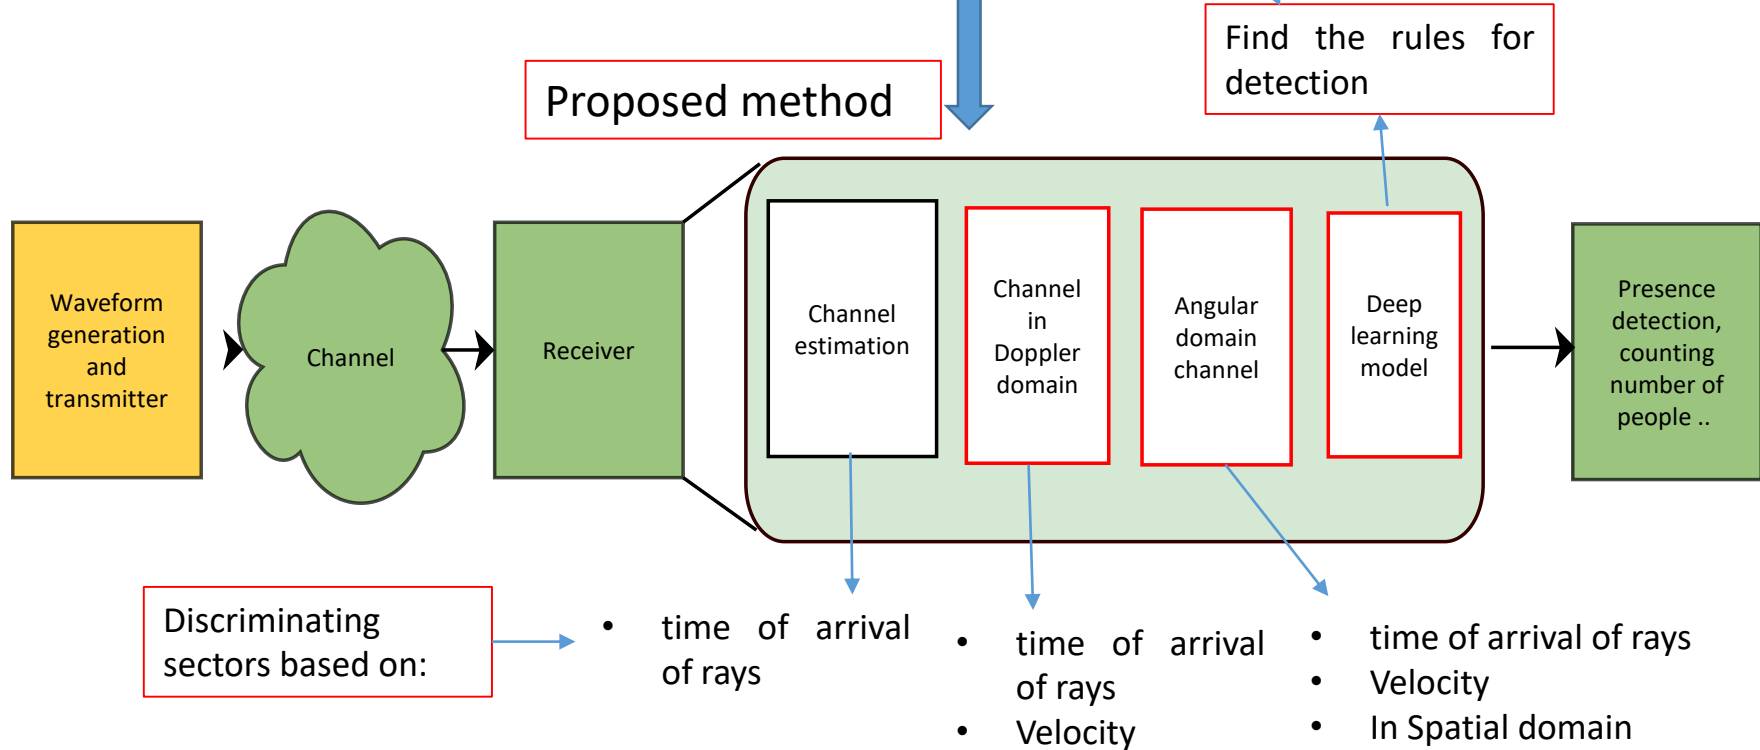 Find the rules for
detection
Proposed method
Waveform
generation
and
transmitter
Channel
Receiver
Channel
estimation
Channel
in
Doppler
domain
Angular
domain
channel
Deep
learning
model
Presence
detection,
counting
number of
people ..
Discriminating
sectors based on:
• time of arrival
of rays
• time of arrival
of rays
• Velocity
• time of arrival of rays
• Velocity
• In Spatial domain